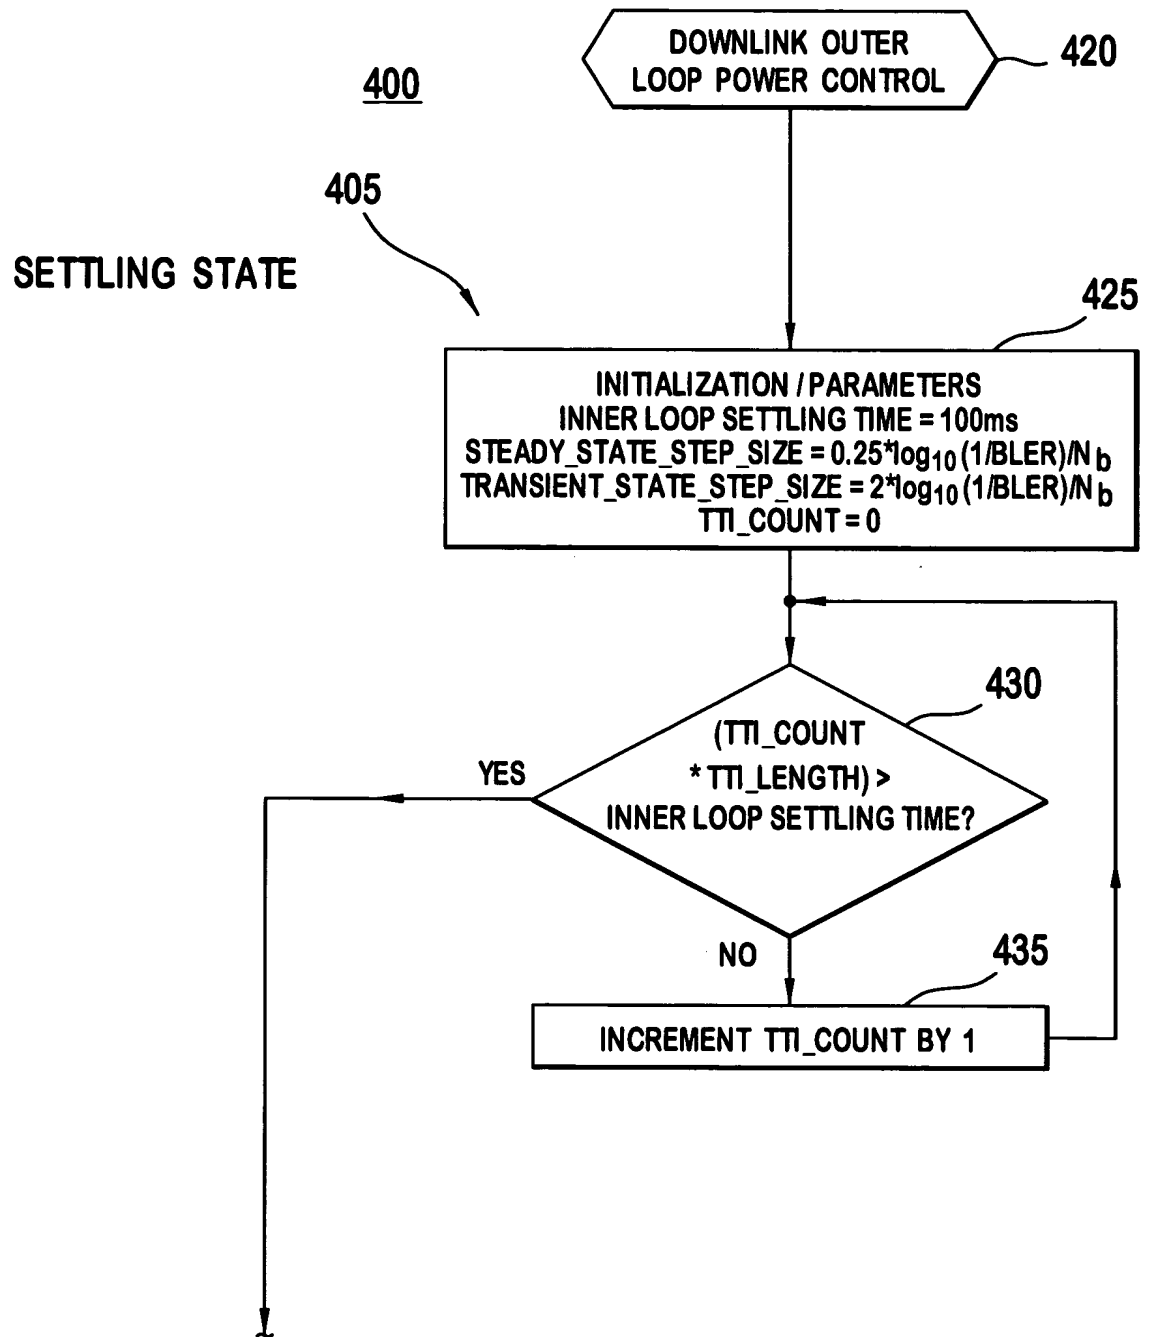 DOWNLINK OUTER
LOOP POWER CONTROL
420
400
405
SETTLING STATE
425
INITIALIZATION / PARAMETERS
INNER LOOP SETTLING TIME = 100ms
STEADY_STATE_STEP_SIZE = 0.25*log10 (1/BLER)/Nb
TRANSIENT_STATE_STEP_SIZE = 2*log10 (1/BLER)/Nb
TTI_COUNT = 0
430
(TTI_COUNT
* TTI_LENGTH) >
INNER LOOP SETTLING TIME?
YES
NO
435
INCREMENT TTI_COUNT BY 1